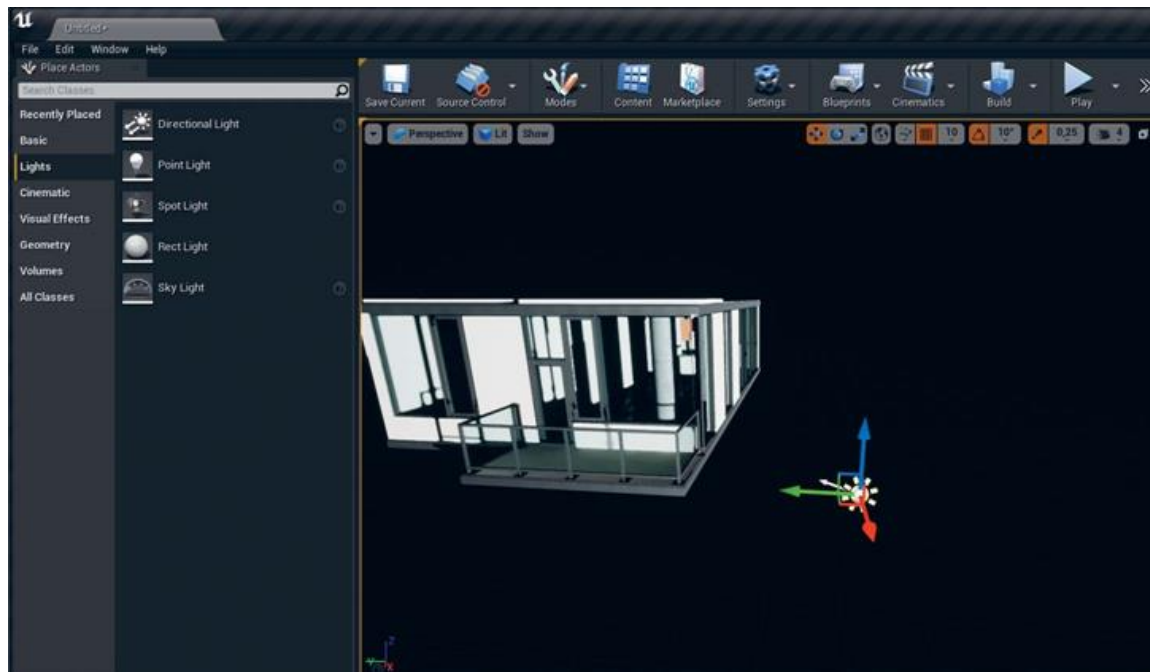 Untitled*
File Edit Window Help
Place Actors
Search Classes
Recently Placed
Basic
Lights
Cinematic
Visual Effects
Geometry
Volumes
All Classes
Directional Light
Point Light
Spot Light
Rect Light
Sky Light
Save Current Source Control Modes Content Marketplace Settings Blueprints Cinematics Build Play
Perspective Lit Show 10 10° 0,25 4
Z
Y X